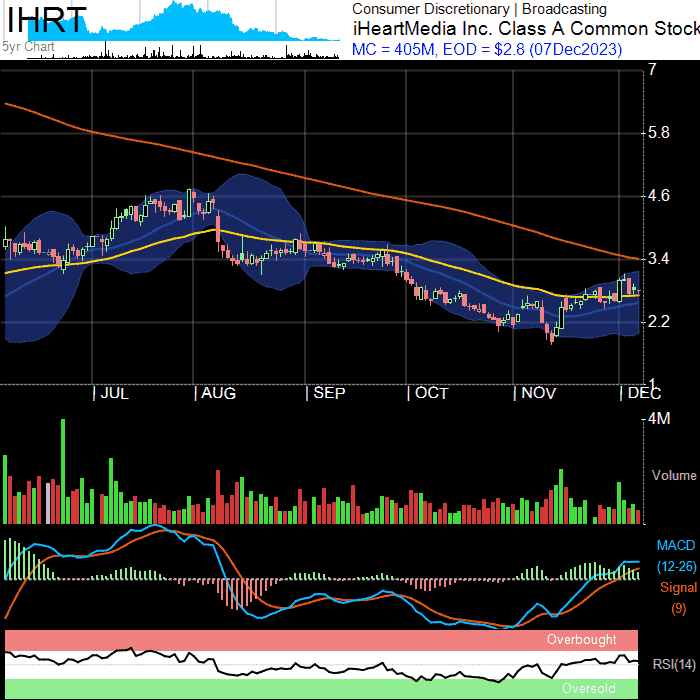 IHRT
5yr Chart
Consumer Discretionary | Broadcasting
iHeartMedia Inc. Class A Common Stock
MC = 405M, EOD = $2.8 (07Dec2023)
7
5.8
4.6
3.4
2.2
1
JUL
AUG
SEP
OCT
NOV
DEC
4M
Volume
MACD
(12-26)
Signal
(9)
Overbought
RSI(14)
Oversold